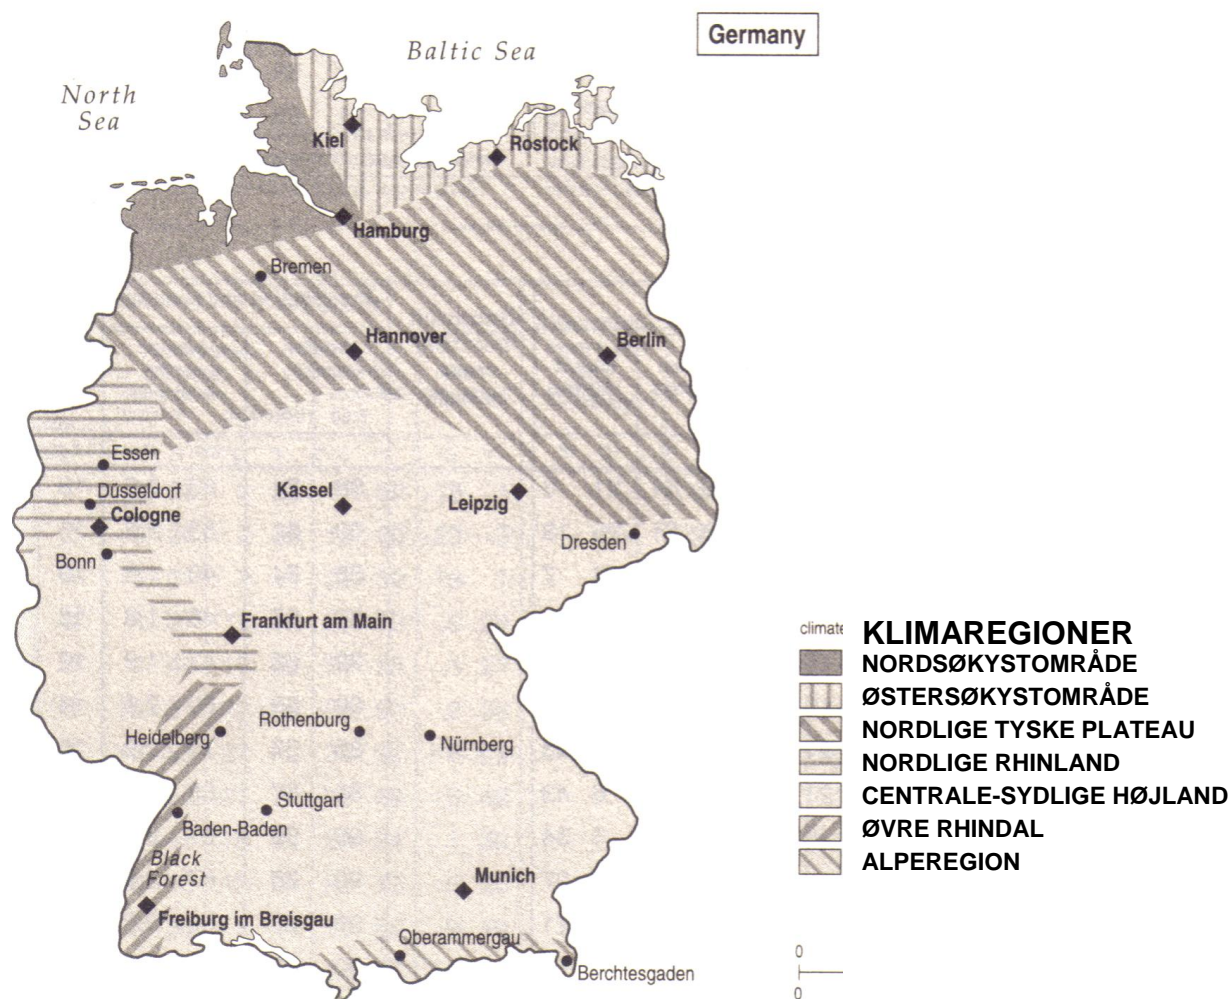 Germany
Baltic Sea
North
Sea
Kiel
Rostock
Hamburg
Bremen
Hannover
Berlin
Essen
Düsseldorf
Cologne
Kassel
Leipzig
Bonn
Dresden
Frankfurt am Main
Rothenburg
Heidelberg
Nürnberg
Stuttgart
Baden-Baden
Black
Forest
Munich
Freiburg im Breisgau
Oberammergau
Berchtesgaden
climate KLIMAREGIONER
NORDSØKYSTOMRÅDE
ØSTERSØKYSTOMRÅDE
NORDLIGE TYSKE PLATEAU
NORDLIGE RHINLAND
CENTRALE-SYDLIGE HØJLAND
ØVRE RHINDAL
ALPEREGION
0
0